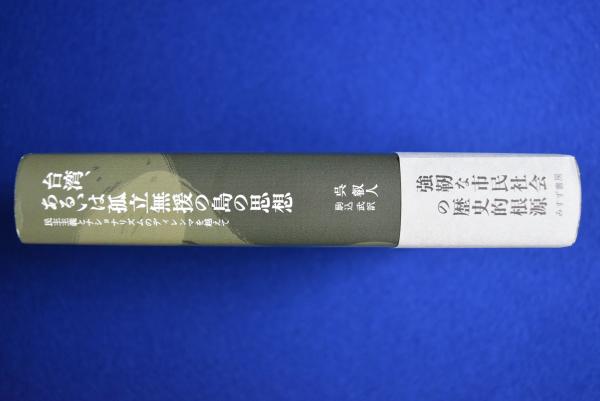 台湾、
あるいは孤立無援の島の思想
民主主義とナショナリズムのディレンマを越えて
呉叡人
駒込武訳
強靭な市民社会
の歴史的根源
みすず書房